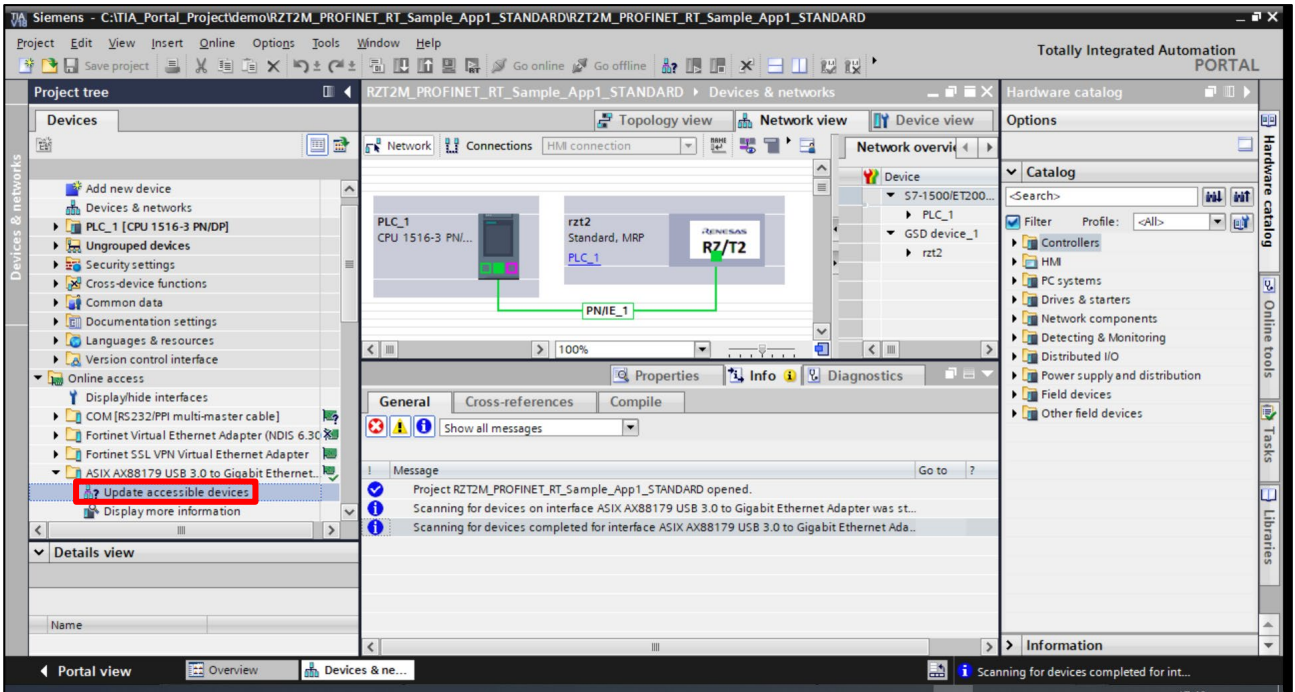 Siemens - C:\TIA_Portal_Project\demo\RZT2M_PROFINET_RT_Sample_App1_STANDARD\RZT2M_PROFINET_RT_Sample_App1_STANDARD
Project Edit View Insert Online Options Tools Window Help
Totally Integrated Automation
PORTAL
Save project
Go online
Go offline
Project tree
Devices
Devices & networks
Add new device
Devices & networks
PLC_1 [CPU 1516-3 PN/DP]
Ungrouped devices
Security settings
Cross-device functions
Common data
Documentation settings
Languages & resources
Version control interface
Online access
Display/hide interfaces
COM [RS232/PPI multi-master cable]
Fortinet Virtual Ethernet Adapter (NDIS 6.30
Fortinet SSL VPN Virtual Ethernet Adapter
ASIX AX88179 USB 3.0 to Gigabit Ethernet...
Update accessible devices
Display more information
Details view
Name
RZT2M_PROFINET_RT_Sample_App1_STANDARD Devices & networks
Topology view
Network view
Device view
Network
Connections
HMI connection
PLC_1
CPU 1516-3 PN/...
rzt2
Standard, MRP
PLC_1
RENESAS
RZ/T2
PN/IE_1
100%
Network overvie
Device
S7-1500/ET200...
PLC_1
GSD device_1
rzt2
Properties
Info
Diagnostics
General
Cross-references
Compile
Show all messages
! Message Go to ?
Project RZT2M_PROFINET_RT_Sample_App1_STANDARD opened.
Scanning for devices on interface ASIX AX88179 USB 3.0 to Gigabit Ethernet Adapter was st...
Scanning for devices completed for interface ASIX AX88179 USB 3.0 to Gigabit Ethernet Ada..
Hardware catalog
Options
Catalog
<Search>
Filter
Profile:
<All>
Controllers
HMI
PC systems
Drives & starters
Network components
Detecting & Monitoring
Distributed I/O
Power supply and distribution
Field devices
Other field devices
Information
Hardware catalog
Online tools
Tasks
Libraries
Portal view
Overview
Devices & ne...
Scanning for devices completed for int...